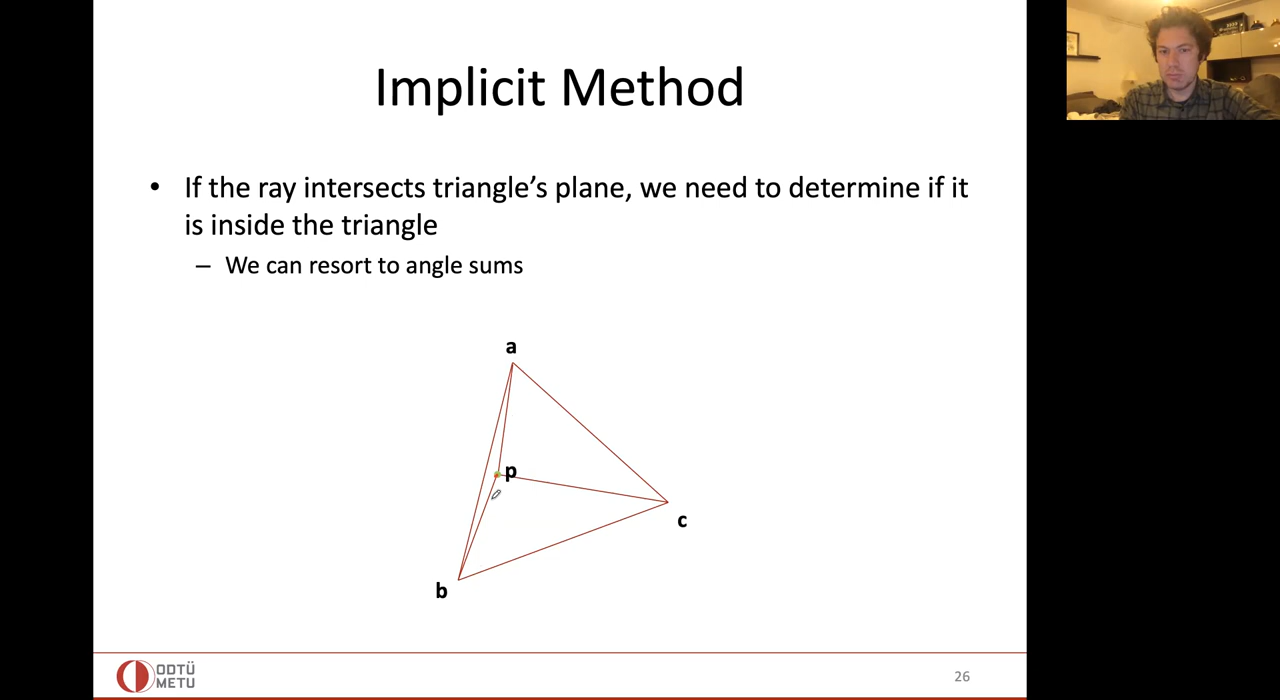 Implicit Method
• If the ray intersects triangle’s plane, we need to determine if it
is inside the triangle
– We can resort to angle sums
a
p
c
b
ODTÜ
METU
26